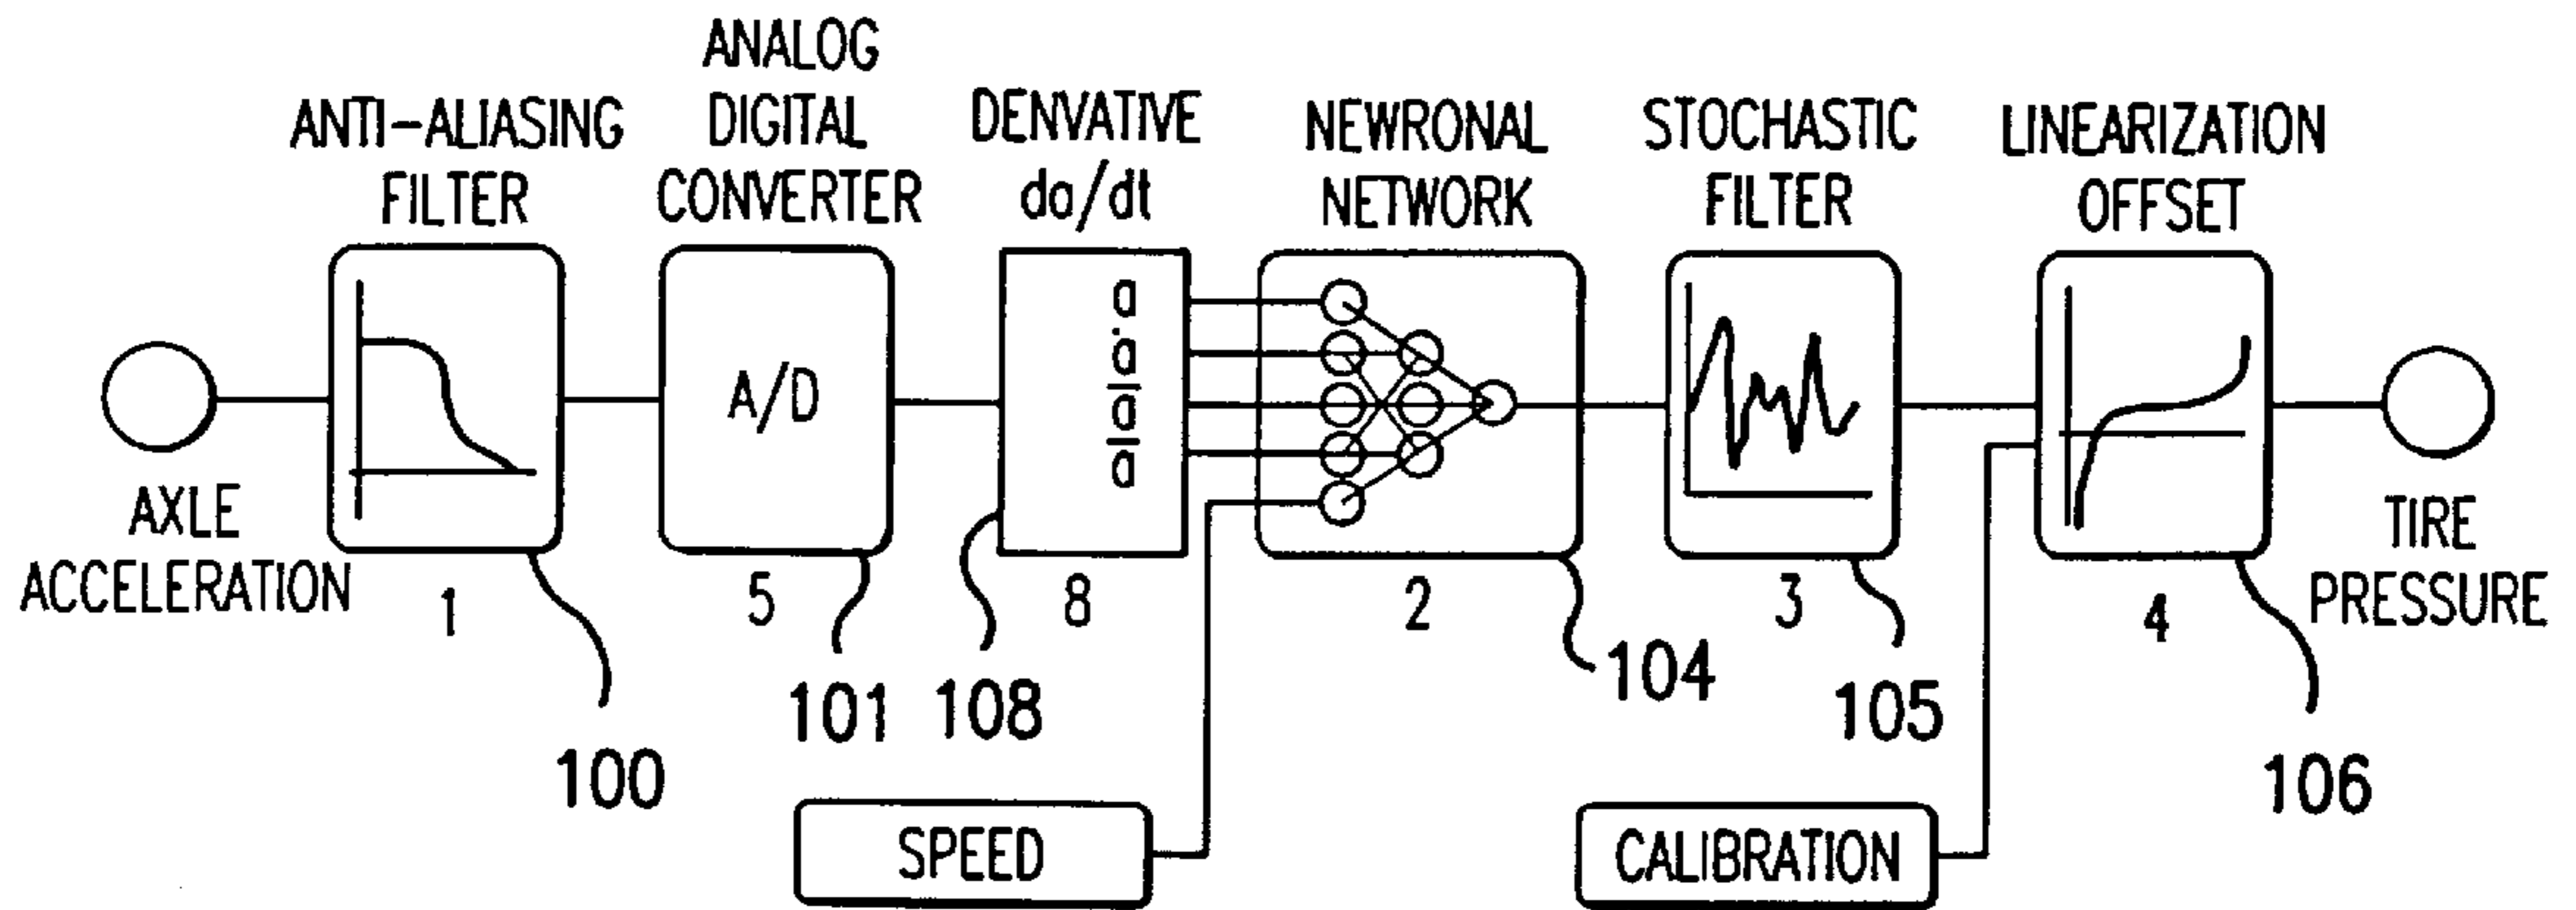 ANTI-ALIASING
FILTER
ANALOG
DIGITAL
CONVERTER
DENVATIVE
da/dt
NEWRONAL
NETWORK
STOCHASTIC
FILTER
LINEARIZATION
OFFSET
A/D
AXLE
ACCELERATION
TIRE
PRESSURE
1
5
8
2
3
4
100
101
108
104
105
106
SPEED
CALIBRATION